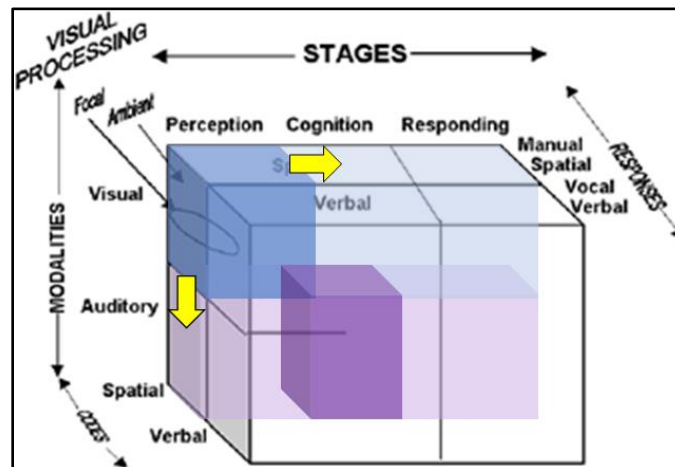 VISUAL
PROCESSING
STAGES
Focal
Ambient
Perception Cognition Responding
Manual
Spatial
Vocal
Verbal
RESPONSES
Visual
Verbal
MODALITIES
Auditory
Spatial
Verbal
CODES